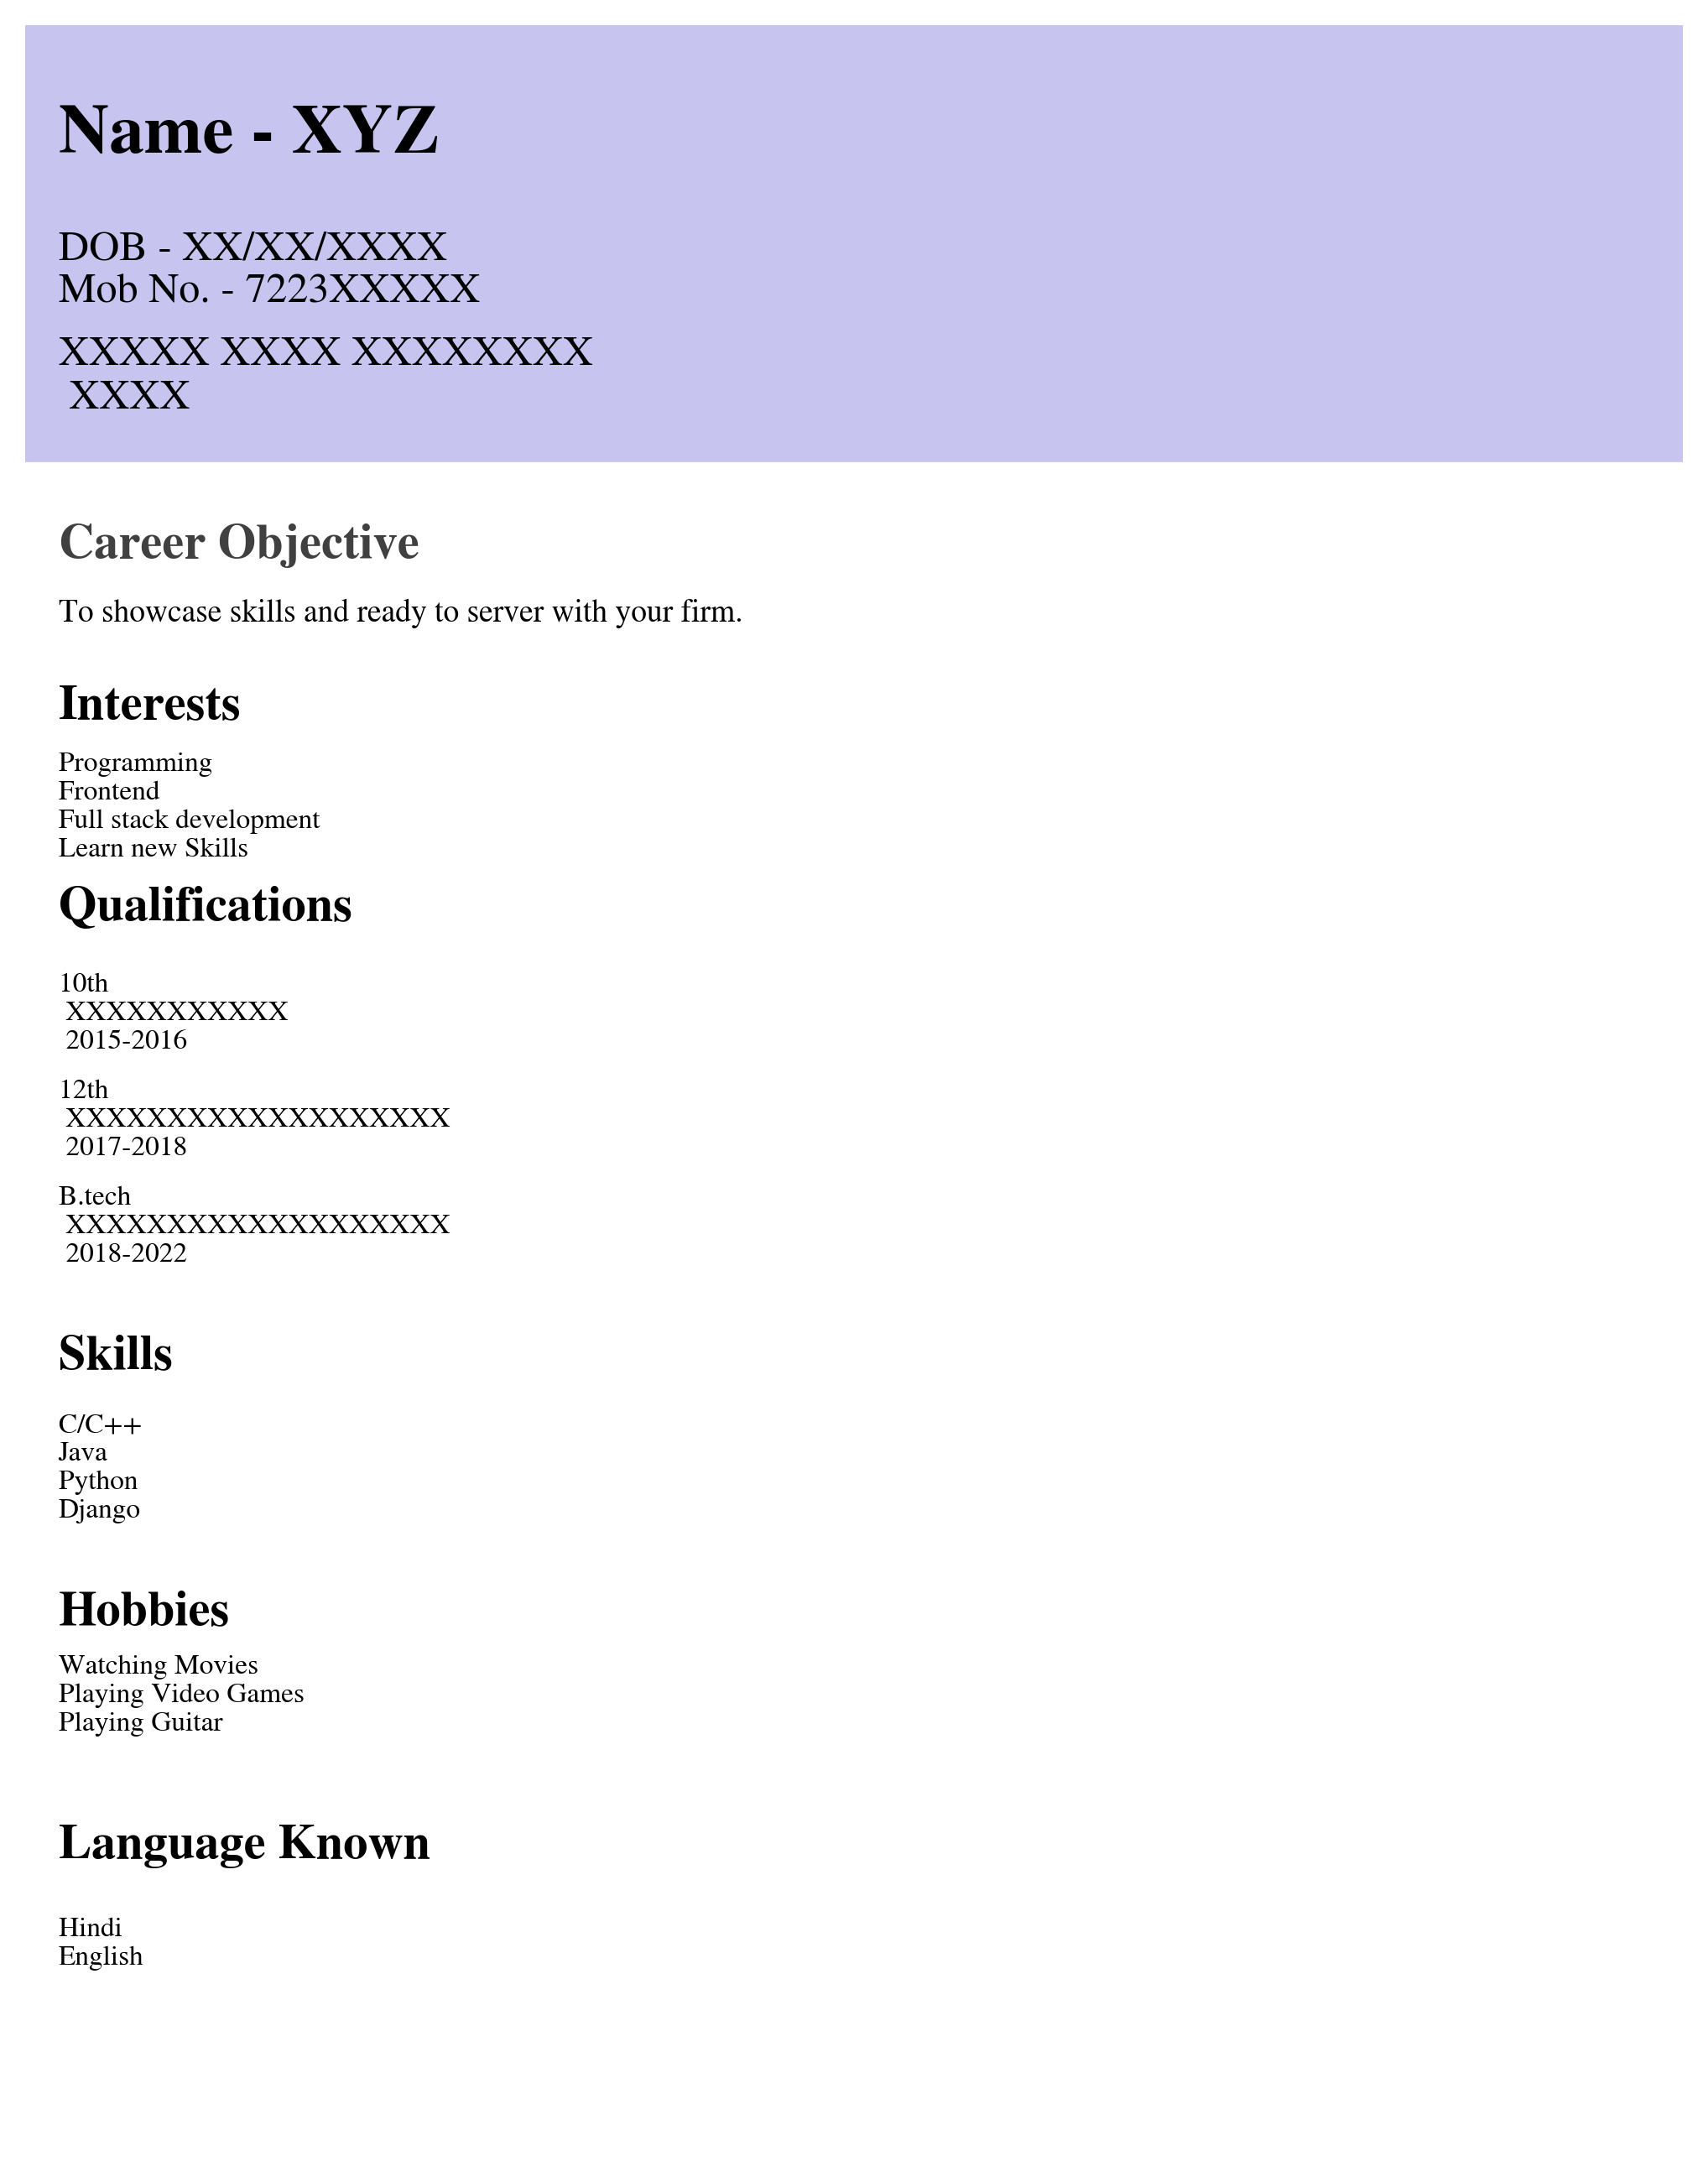 Name - XYZ
DOB - XX/XX/XXXX
Mob No. - 7223XXXXX
XXXXX XXXX XXXXXXXX
XXXX
Career Objective
To showcase skills and ready to server with your firm.
Interests
Programming
Frontend
Full stack development
Learn new Skills
Qualifications
10th
XXXXXXXXXXX
2015-2016
12th
XXXXXXXXXXXXXXXXXXX
2017-2018
B.tech
XXXXXXXXXXXXXXXXXXX
2018-2022
Skills
C/C++
Java
Python
Django
Hobbies
Watching Movies
Playing Video Games
Playing Guitar
Language Known
Hindi
English